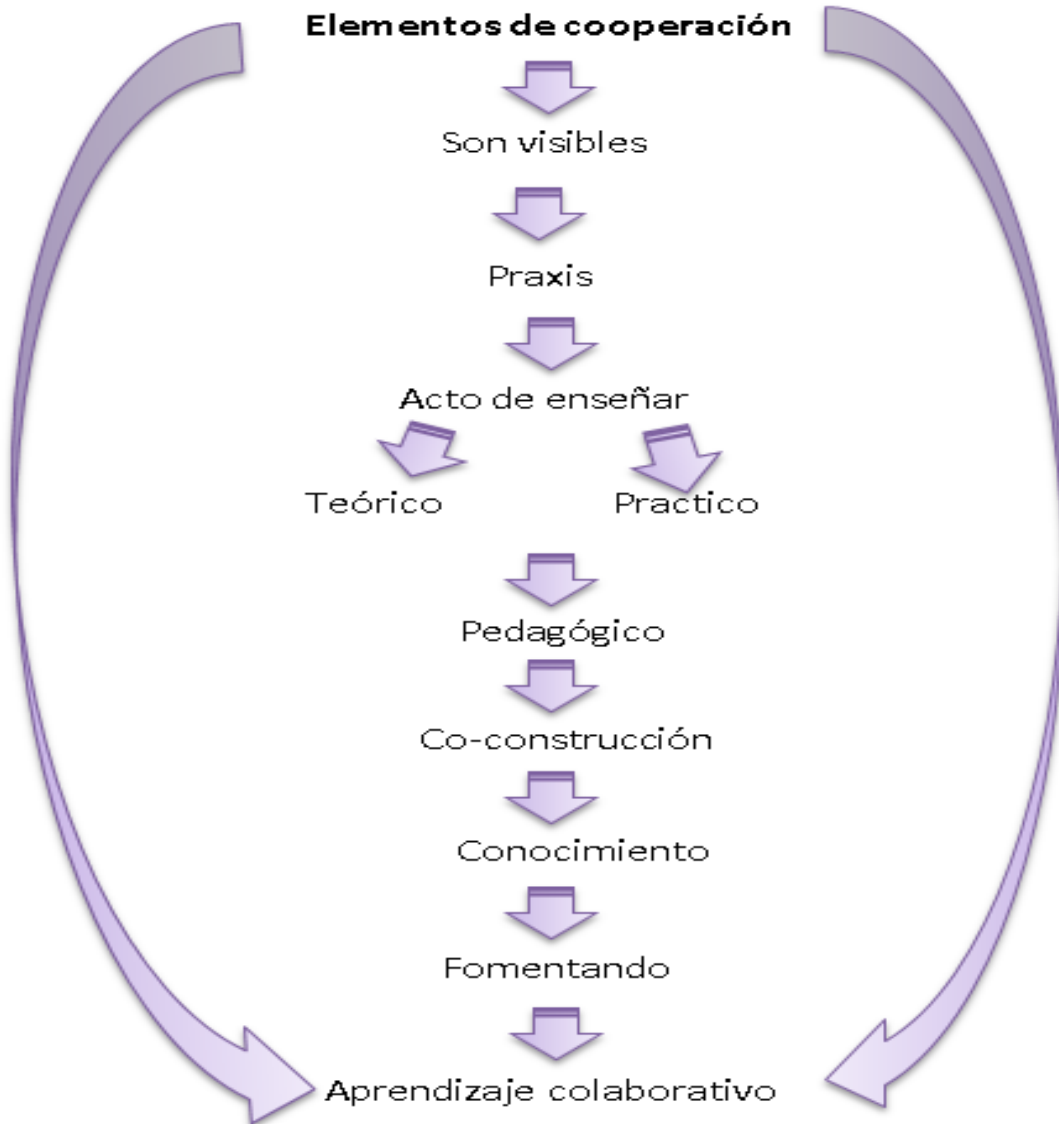 Elementos de cooperación
Son visibles
Praxis
Acto de enseñar
Teórico Practico
Pedagógico
Co-construcción
Conocimiento
Fomentando
Aprendizaje colaborativo